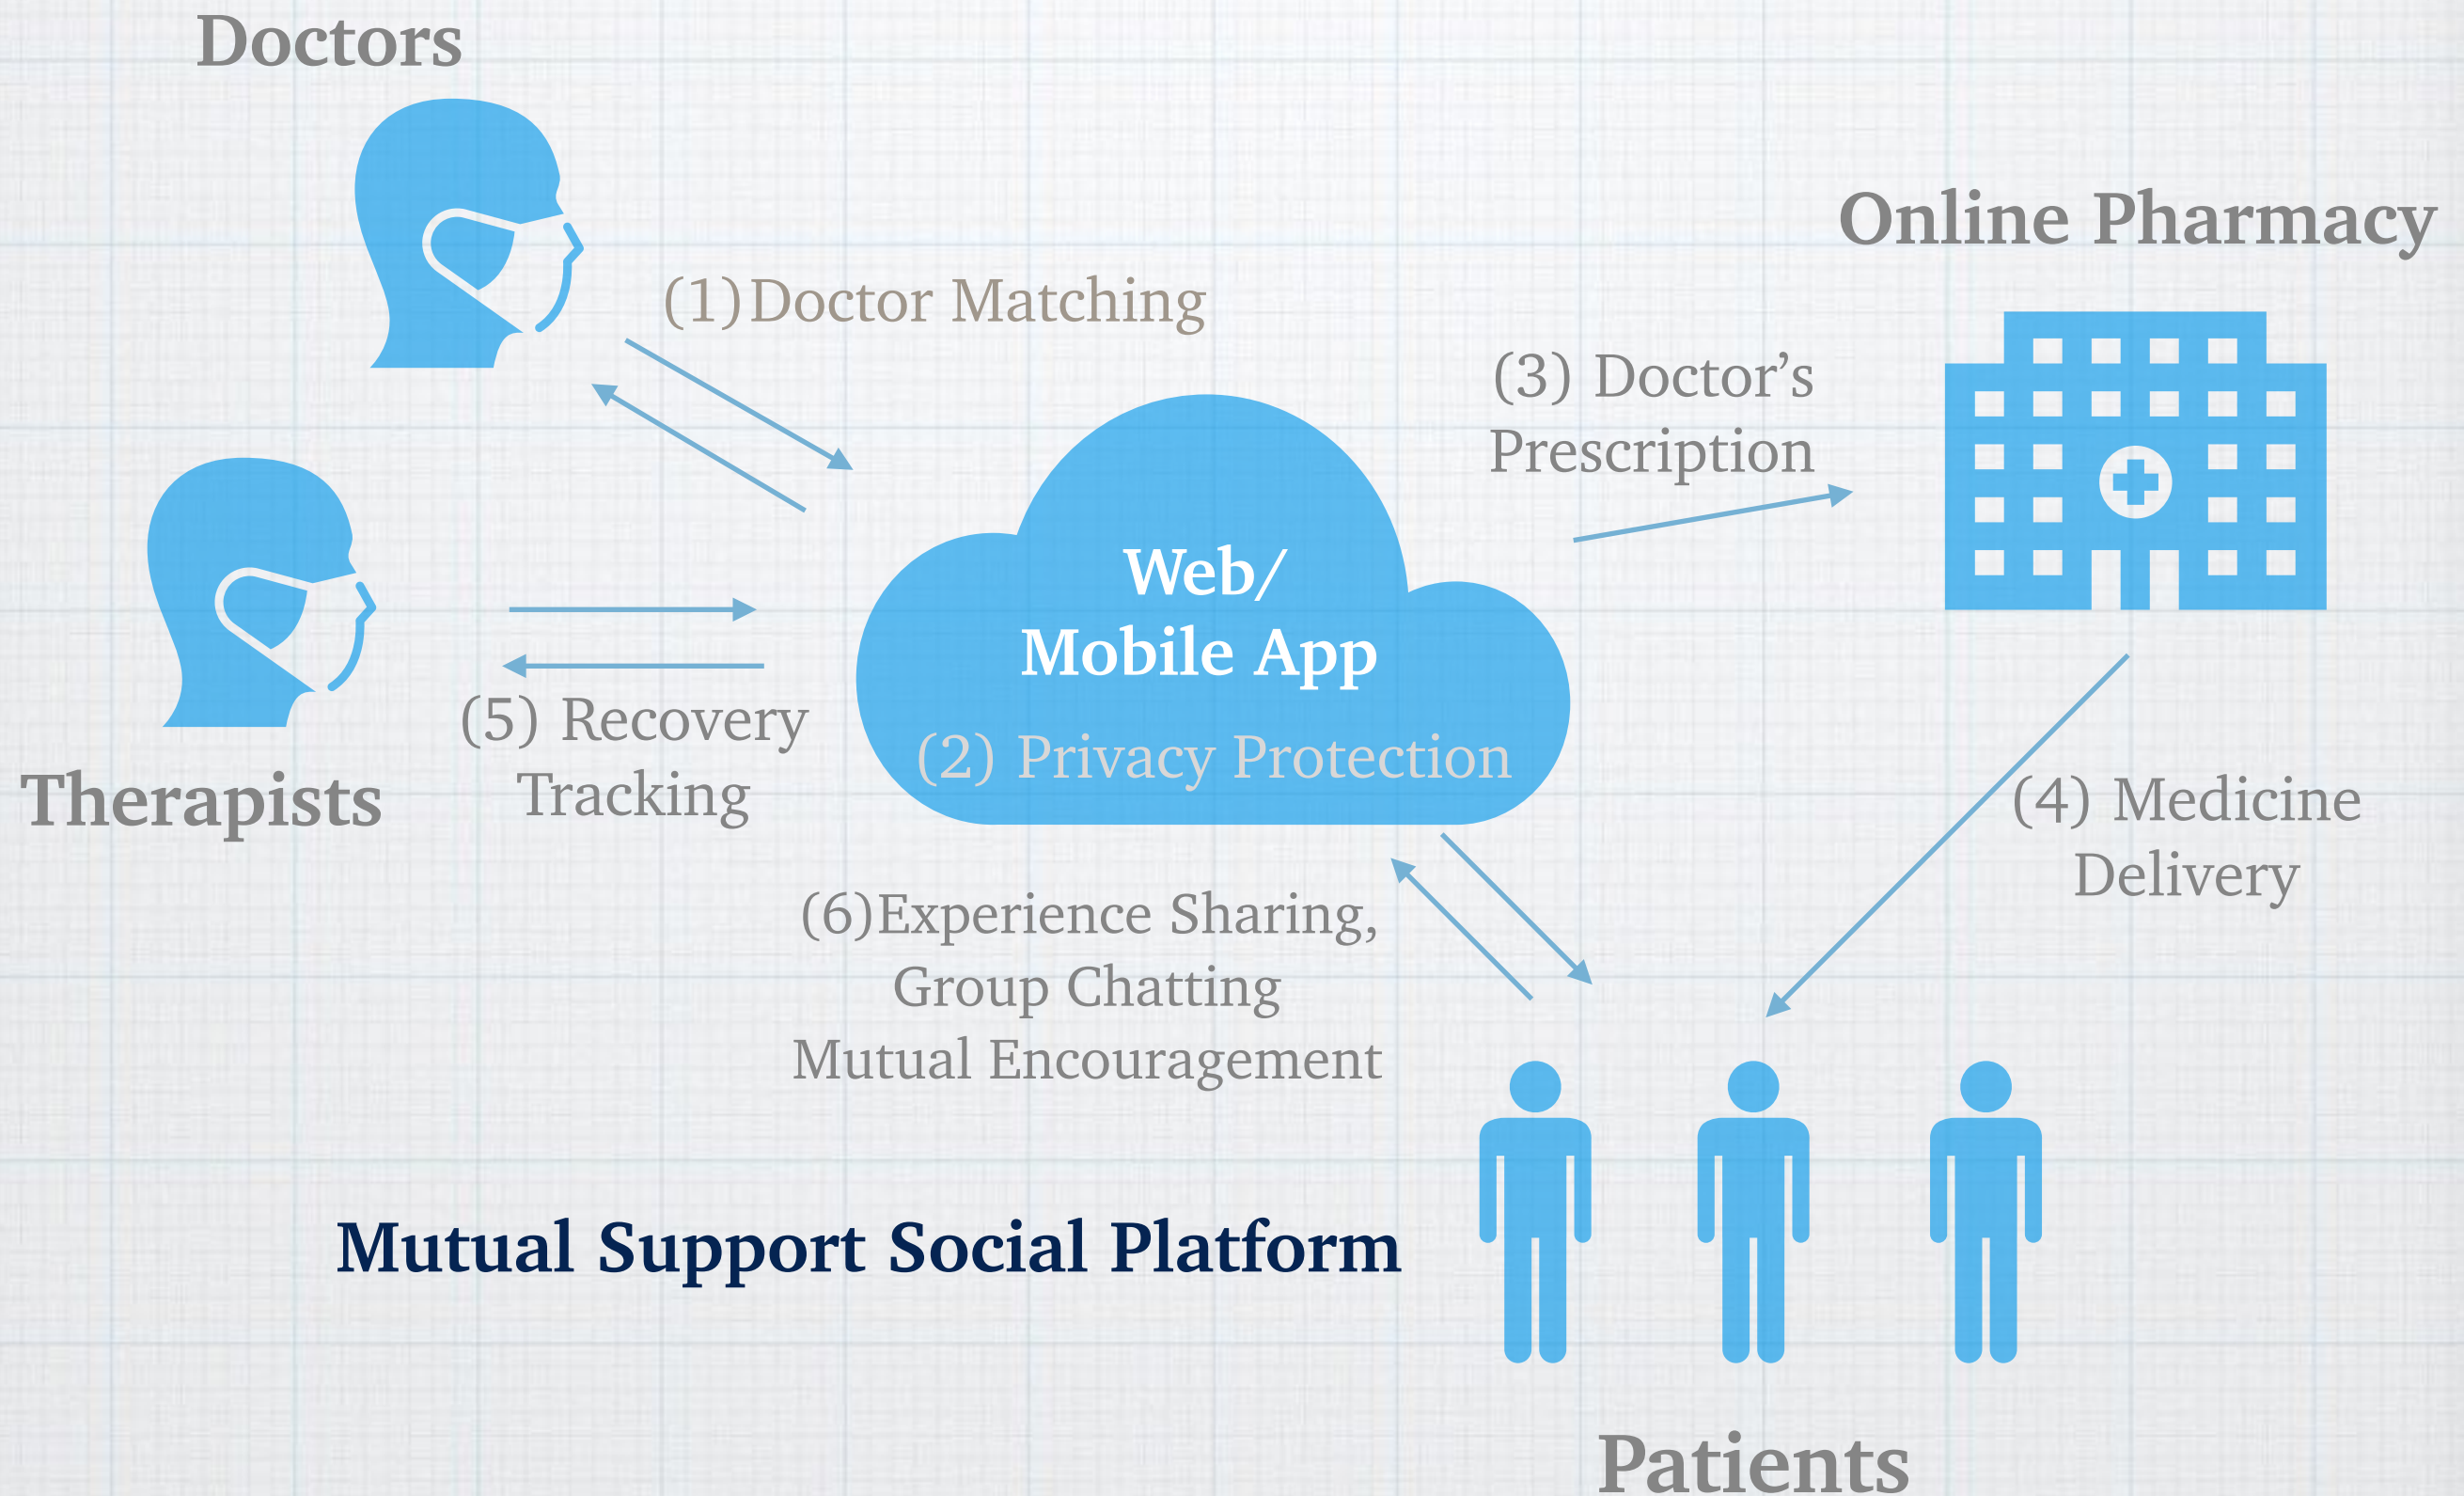 Doctors
Online Pharmacy
(1)Doctor Matching
(3) Doctor’s
Prescription
Web/
Mobile App
(2) Privacy Protection
(5) Recovery
Tracking
Therapists
(4) Medicine
Delivery
(6)Experience Sharing,
Group Chatting
Mutual Encouragement
Mutual Support Social Platform
Patients